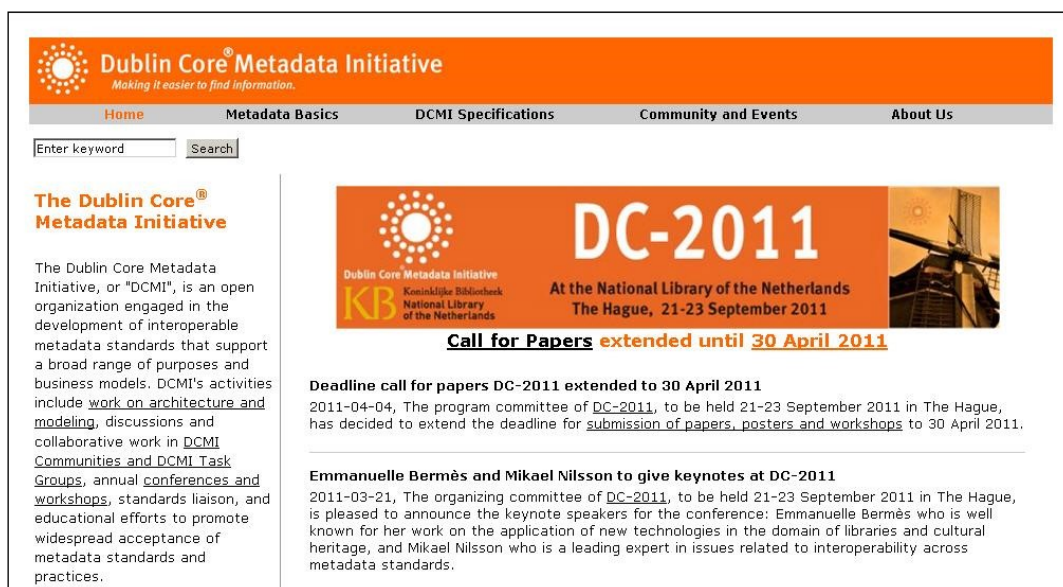 Dublin Core® Metadata Initiative
Making it easier to find information.
Home Metadata Basics DCMI Specifications Community and Events About Us
Enter keyword Search
The Dublin Core®
Metadata Initiative
The Dublin Core Metadata
Initiative, or "DCMI", is an open
organization engaged in the
development of interoperable
metadata standards that support
a broad range of purposes and
business models. DCMI's activities
include work on architecture and
modeling, discussions and
collaborative work in DCMI
Communities and DCMI Task
Groups, annual conferences and
workshops, standards liaison, and
educational efforts to promote
widespread acceptance of
metadata standards and
practices.
Dublin Core® Metadata Initiative
KB Koninklijke Bibliotheek
National Library
of the Netherlands
DC-2011
At the National Library of the Netherlands
The Hague, 21-23 September 2011
Call for Papers extended until 30 April 2011
Deadline call for papers DC-2011 extended to 30 April 2011
2011-04-04, The program committee of DC-2011, to be held 21-23 September 2011 in The Hague,
has decided to extend the deadline for submission of papers, posters and workshops to 30 April 2011.
Emmanuelle Bermès and Mikael Nilsson to give keynotes at DC-2011
2011-03-21, The organizing committee of DC-2011, to be held 21-23 September 2011 in The Hague,
is pleased to announce the keynote speakers for the conference: Emmanuelle Bermès who is well
known for her work on the application of new technologies in the domain of libraries and cultural
heritage, and Mikael Nilsson who is a leading expert in issues related to interoperability across
metadata standards.